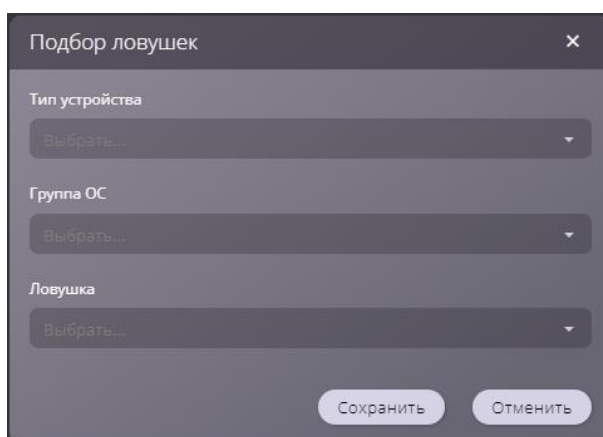 Подбор ловушек
Тип устройства
Выбрать...
Группа ОС
Выбрать...
Ловушка
Выбрать...
Сохранить Отменить